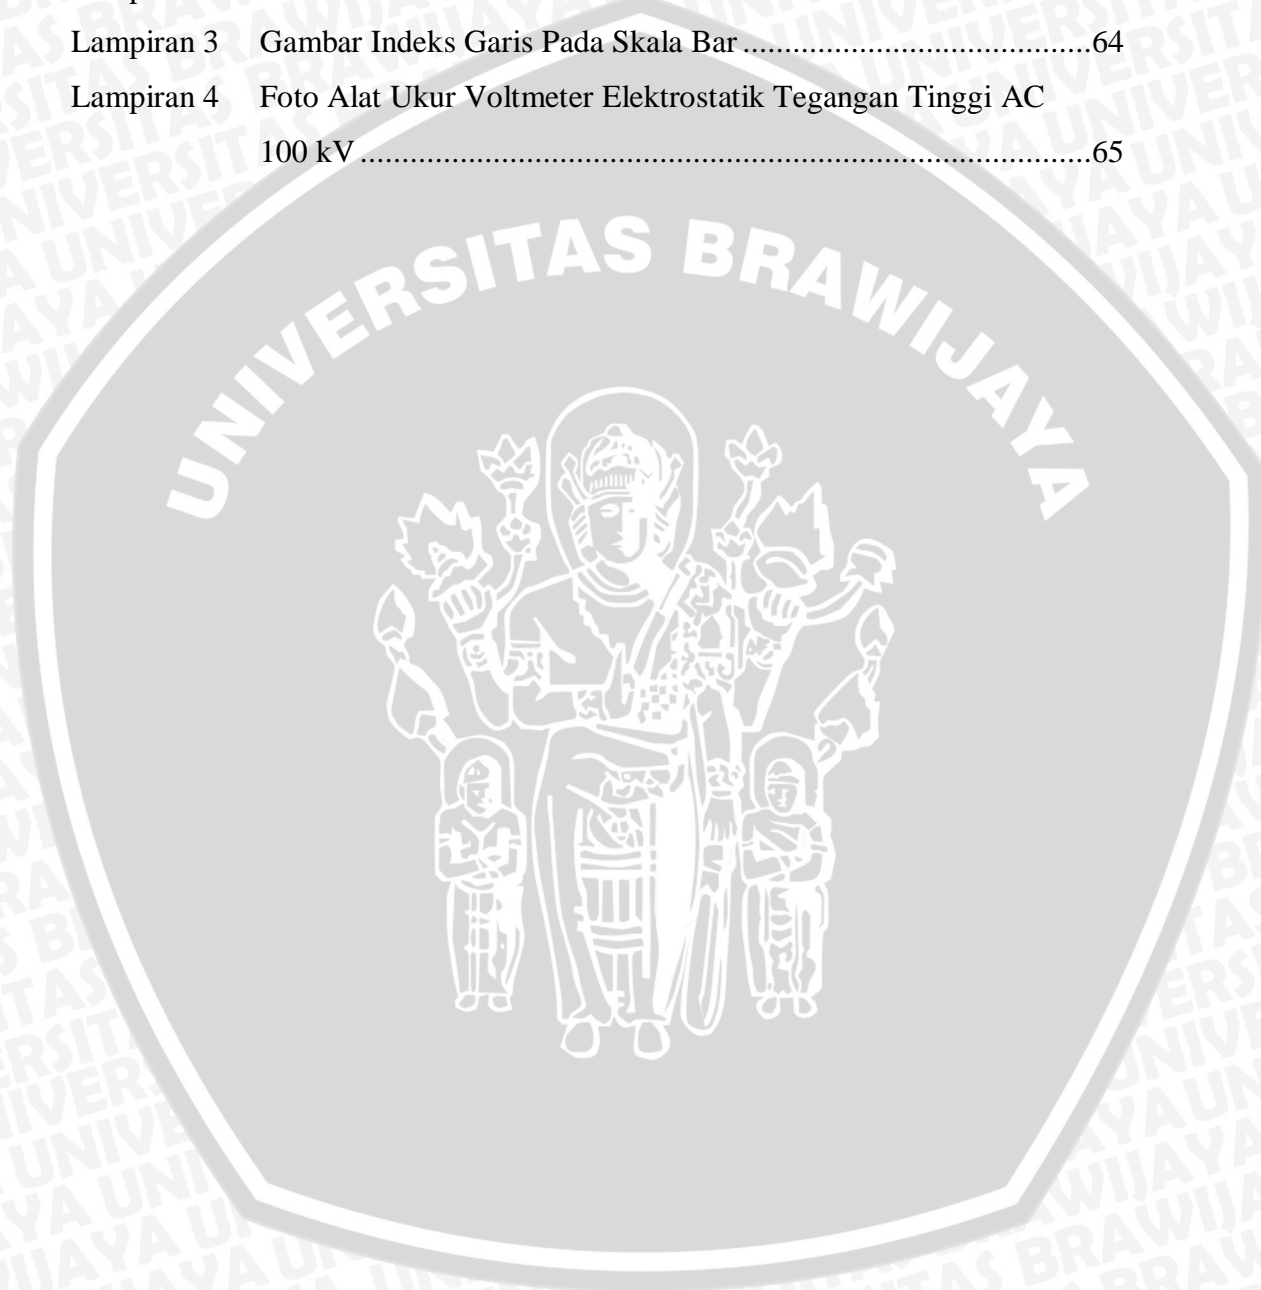 Lampiran 3 Gambar Indeks Garis Pada Skala Bar.....................................64
Lampiran 4 Foto Alat Ukur Voltmeter Elektrostatik Tegangan Tinggi AC
100 kV.......................................................................................65
UNIVERSITAS BRAWIJAYA